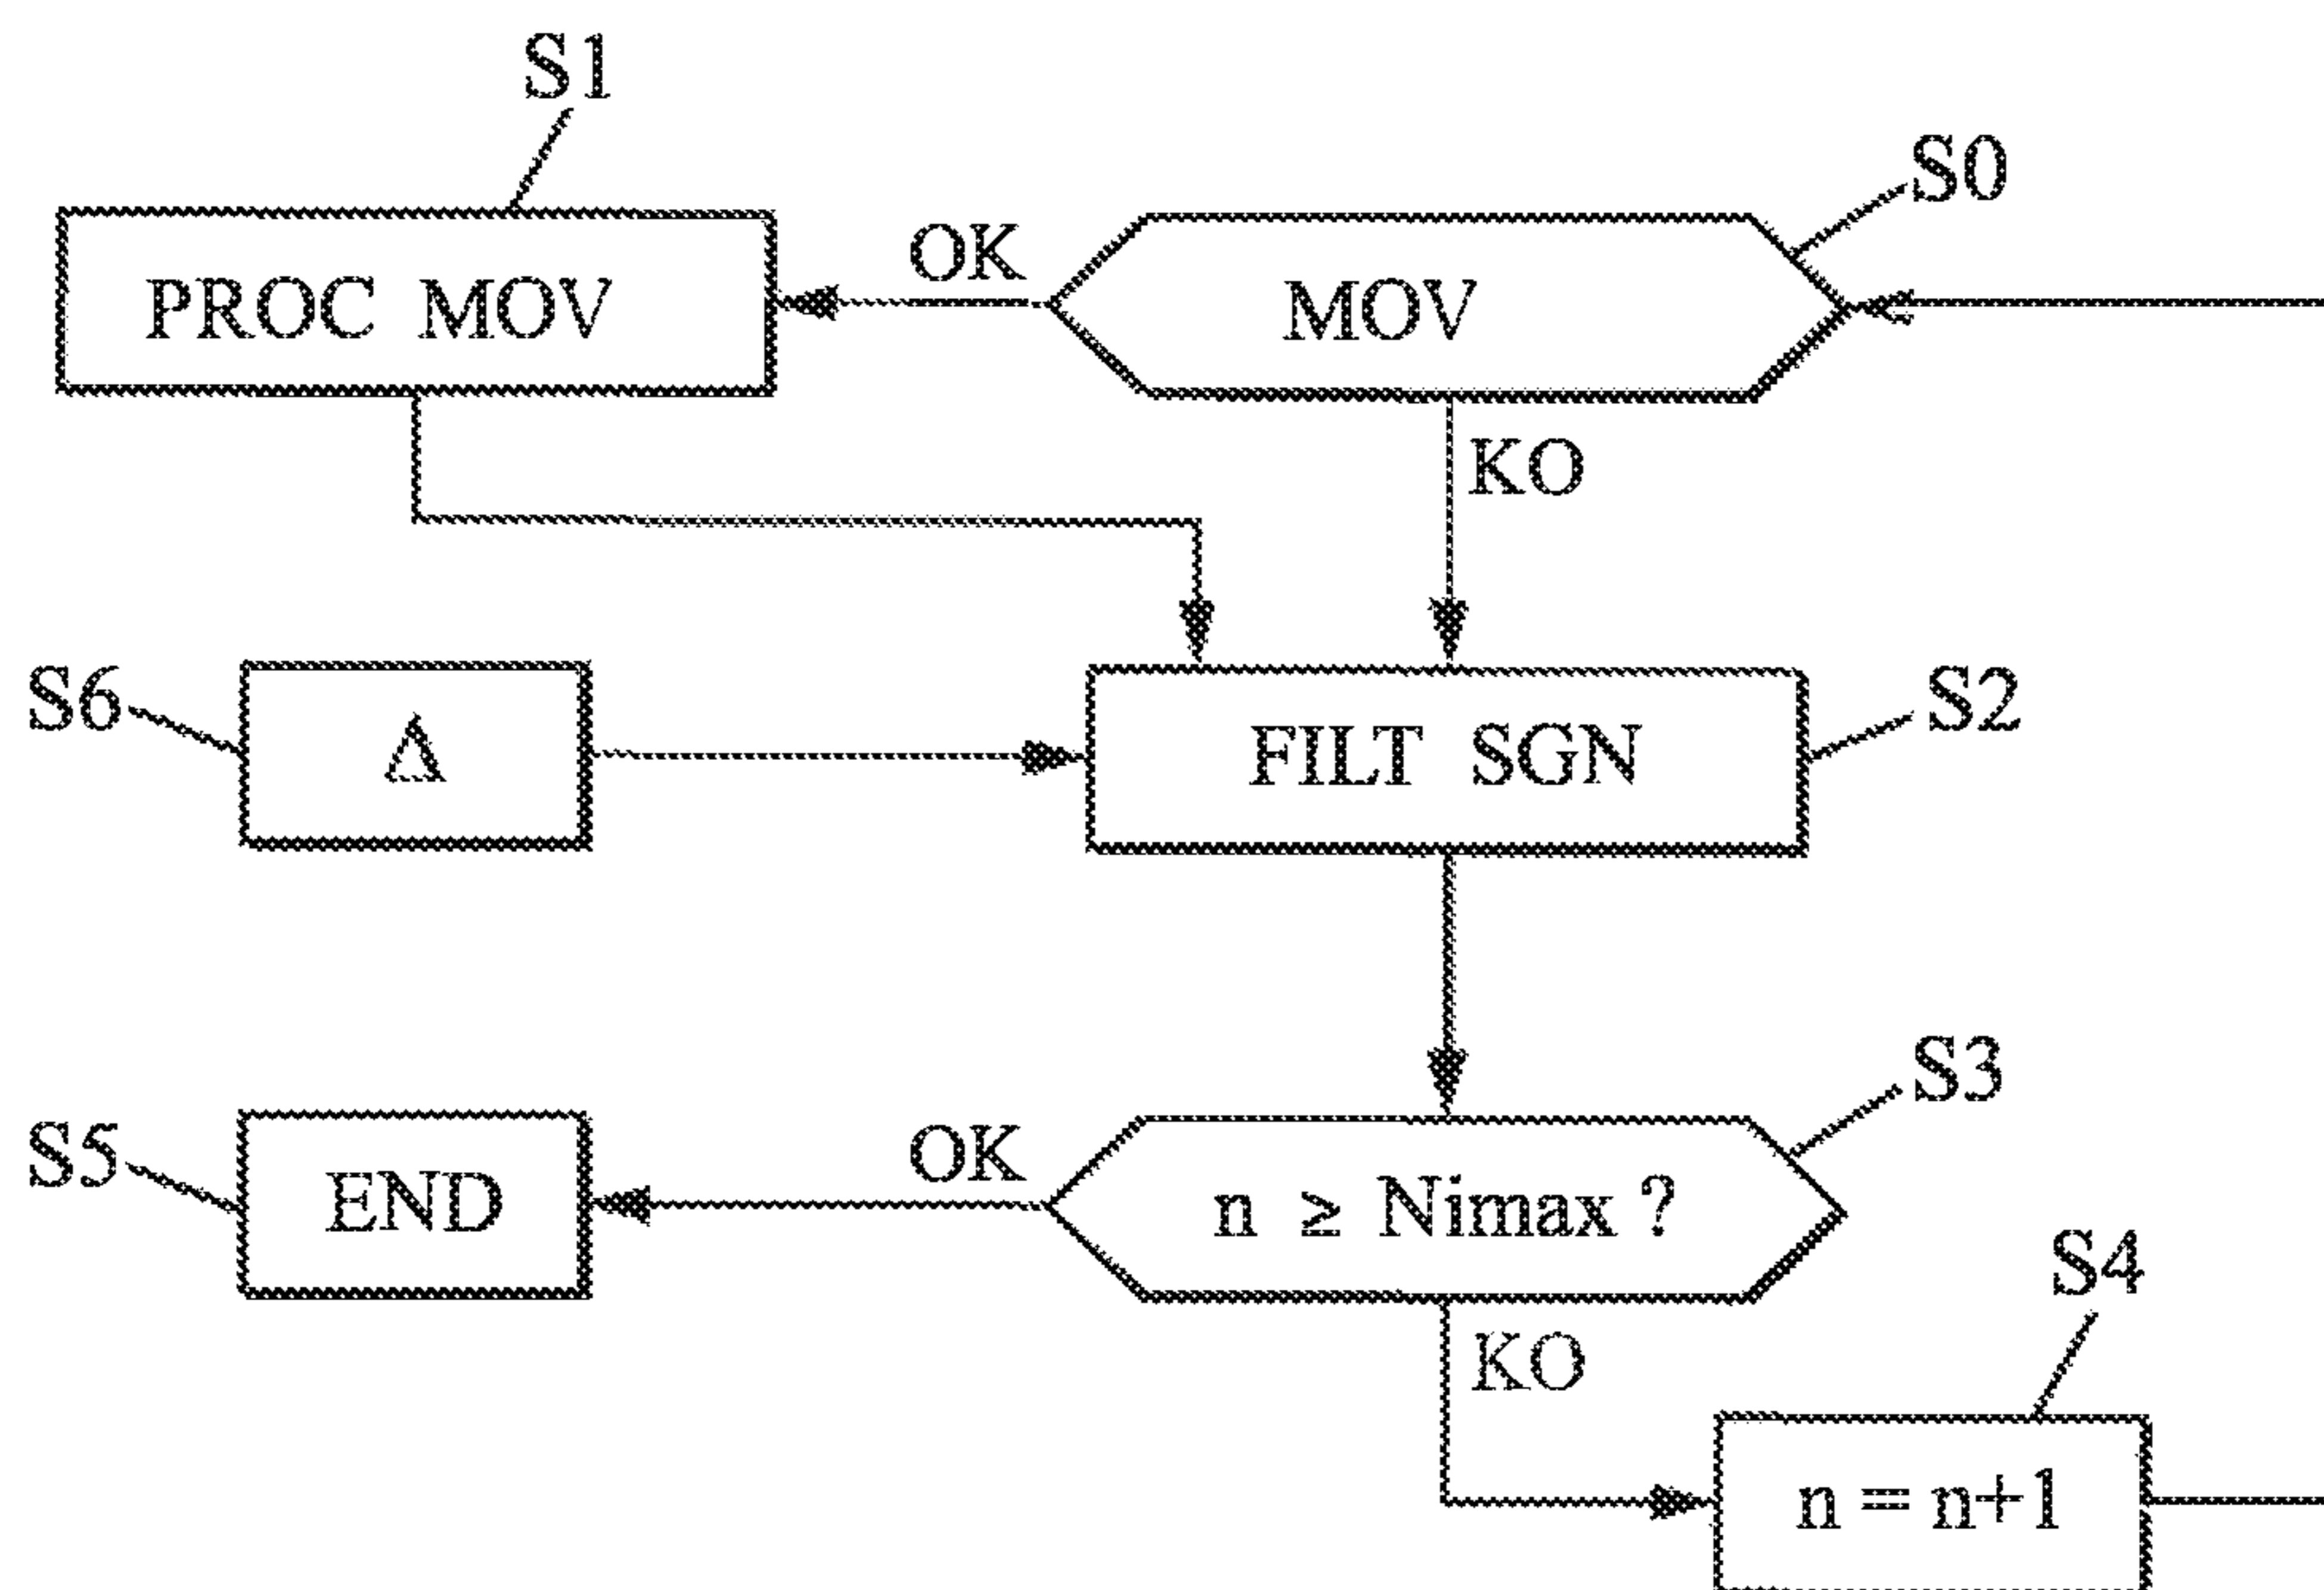 S1
S0
PROC MOV
OK
MOV
KO
S6
Δ
FILT SGN
S2
S3
S5
END
OK
n ≥ Nimax ?
S4
KO
n = n+1